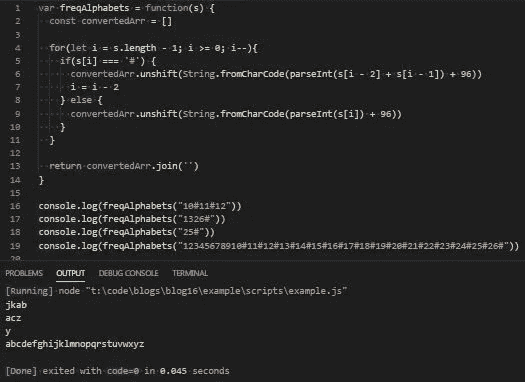 1 var freqAlphabets = function(s) {
2 const convertedArr = []
3
4 for(let i = s.length - 1; i >= 0; i--){
5 if(s[i] === '#') {
6 convertedArr.unshift(String.fromCharCode(parseInt(s[i - 2] + s[i - 1]) + 96))
7 i = i - 2
8 } else {
9 convertedArr.unshift(String.fromCharCode(parseInt(s[i]) + 96))
10 }
11 }
12
13 return convertedArr.join('')
14 }
15
16 console.log(freqAlphabets("10#11#12"))
17 console.log(freqAlphabets("1326#"))
18 console.log(freqAlphabets("25#"))
19 console.log(freqAlphabets("12345678910#11#12#13#14#15#16#17#18#19#20#21#22#23#24#25#26#"))
20
PROBLEMS OUTPUT DEBUG CONSOLE TERMINAL
[Running] node "t:\code\blogs\blog16\example\scripts\example.js"
jkab
acz
y
abcdefghijklmnopqrstuvwxyz
[Done] exited with code=0 in 0.045 seconds